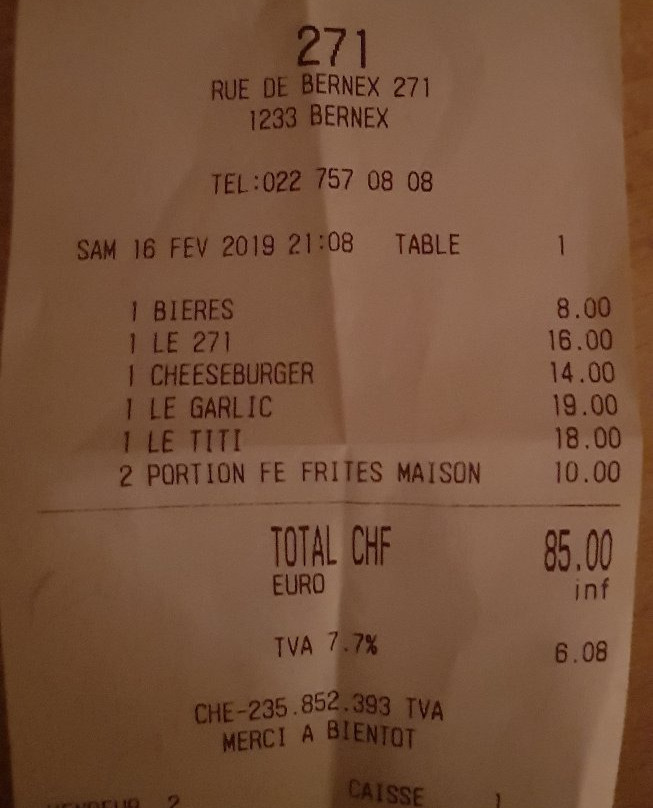 271
RUE DE BERNEX 271
1233 BERNEX
TEL:022 757 08 08
SAM 16 FEV 2019 21:08 TABLE 1
1 BIERES 8.00
1 LE 271 16.00
1 CHEESEBURGER 14.00
1 LE GARLIC 19.00
1 LE TITI 18.00
2 PORTION FE FRITES MAISON 10.00
TOTAL CHF 85.00
EURO inf
TVA 7.7% 6.08
CHE-235.852.393 TVA
MERCI A BIENTOT
CAISSE 1